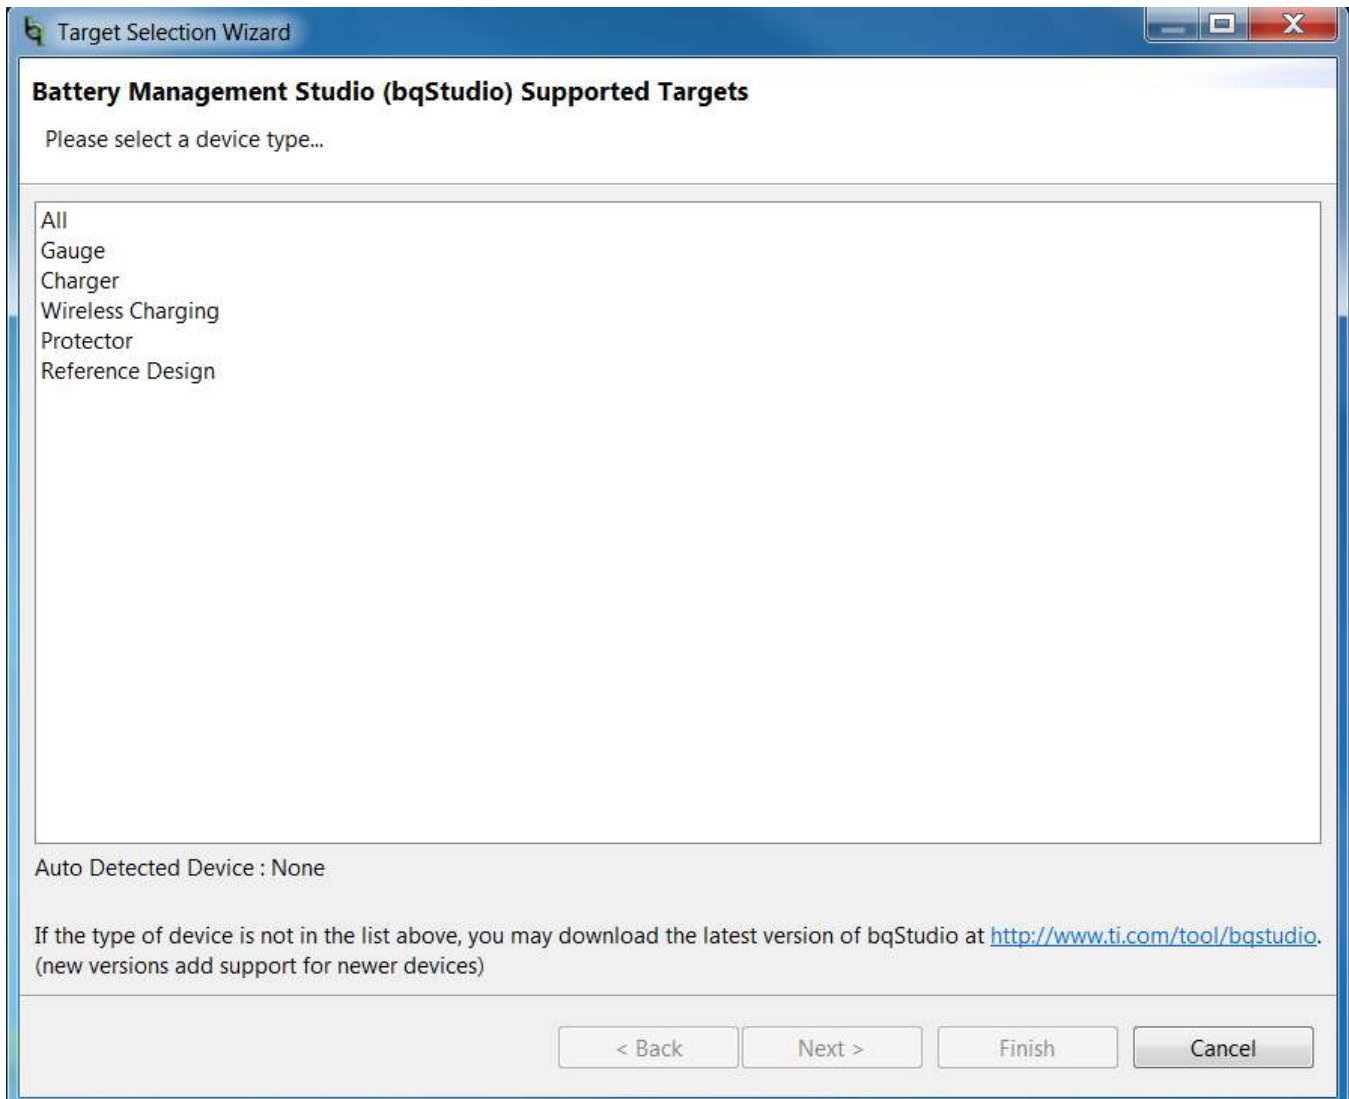 Target Selection Wizard
Battery Management Studio (bqStudio) Supported Targets
Please select a device type...
All
Gauge
Charger
Wireless Charging
Protector
Reference Design
Auto Detected Device : None
If the type of device is not in the list above, you may download the latest version of bqStudio at http://www.ti.com/tool/bqstudio.
(new versions add support for newer devices)
< Back Next > Finish Cancel